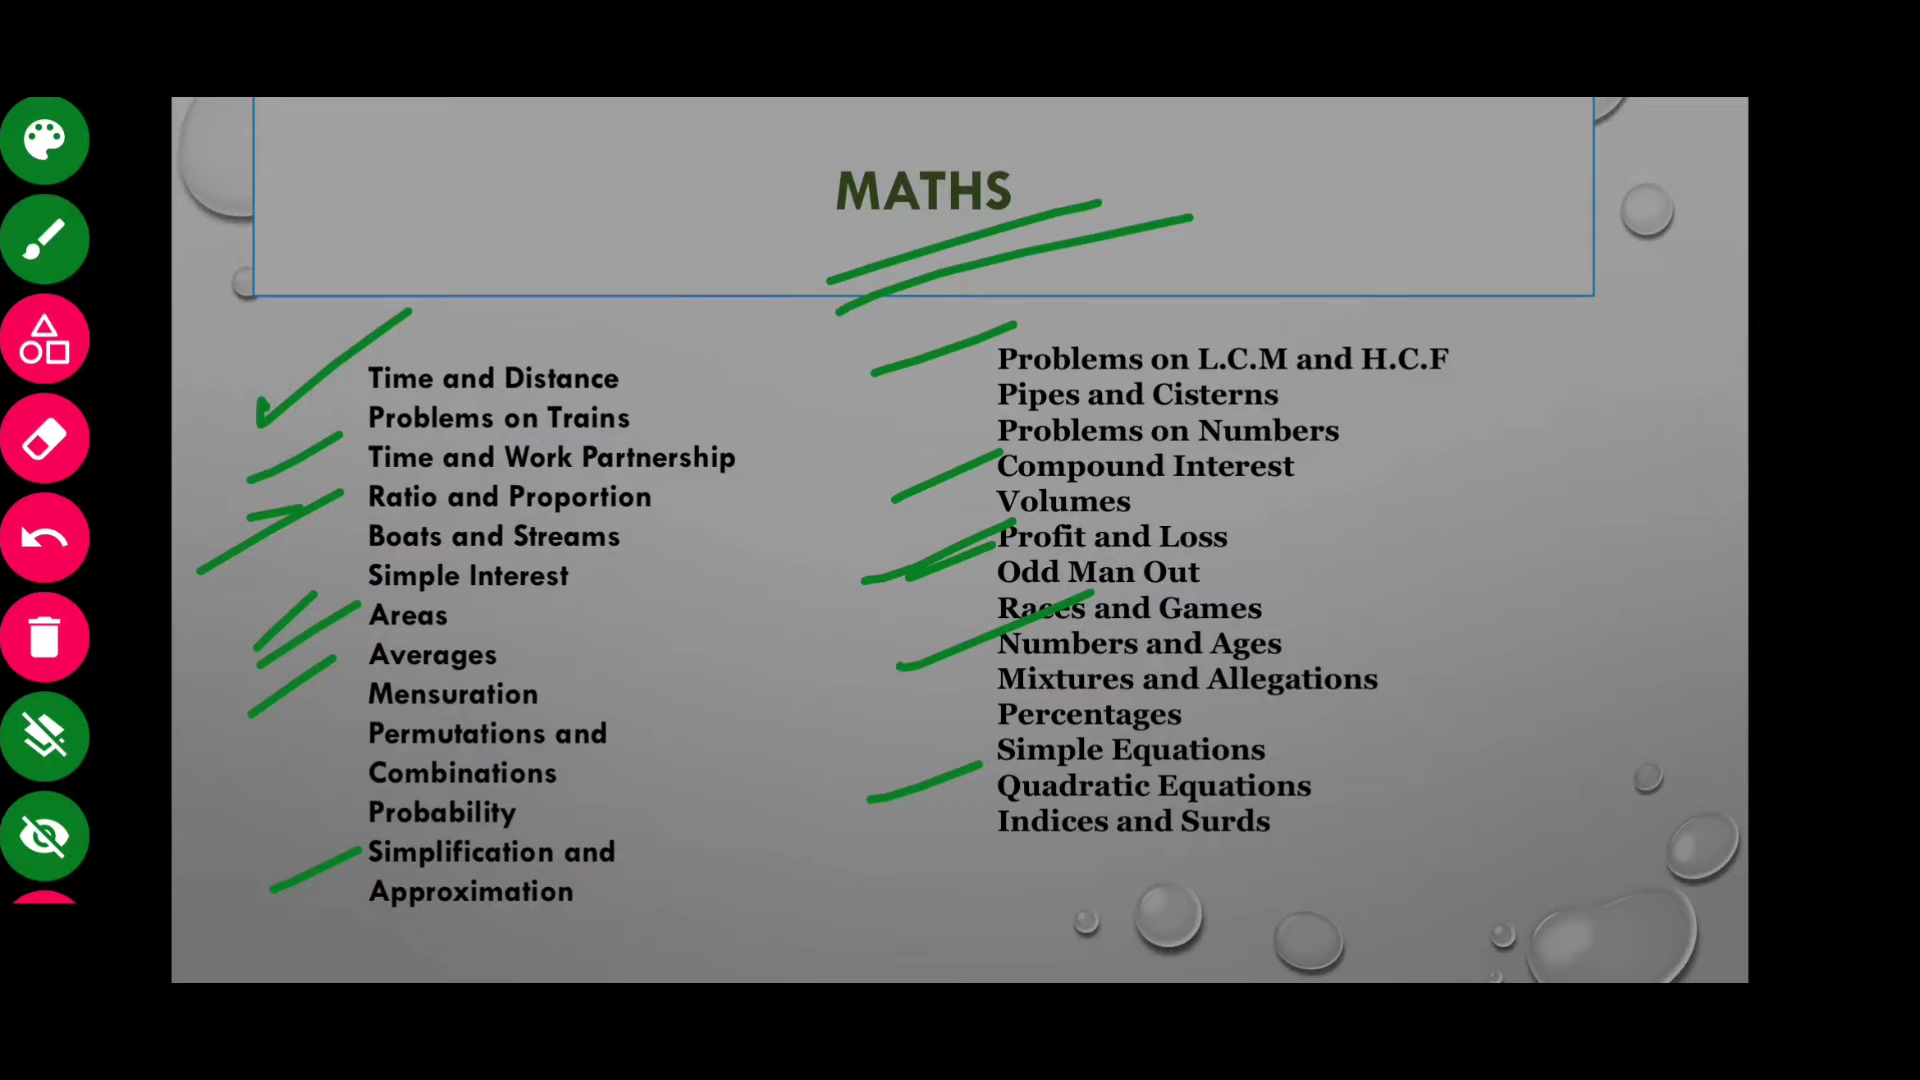 MATHS
Time and Distance
Problems on Trains
Time and Work Partnership
Ratio and Proportion
Boats and Streams
Simple Interest
Areas
Averages
Mensuration
Permutations and
Combinations
Probability
Simplification and
Approximation
Problems on L.C.M and H.C.F
Pipes and Cisterns
Problems on Numbers
Compound Interest
Volumes
Profit and Loss
Odd Man Out
Races and Games
Numbers and Ages
Mixtures and Allegations
Percentages
Simple Equations
Quadratic Equations
Indices and Surds